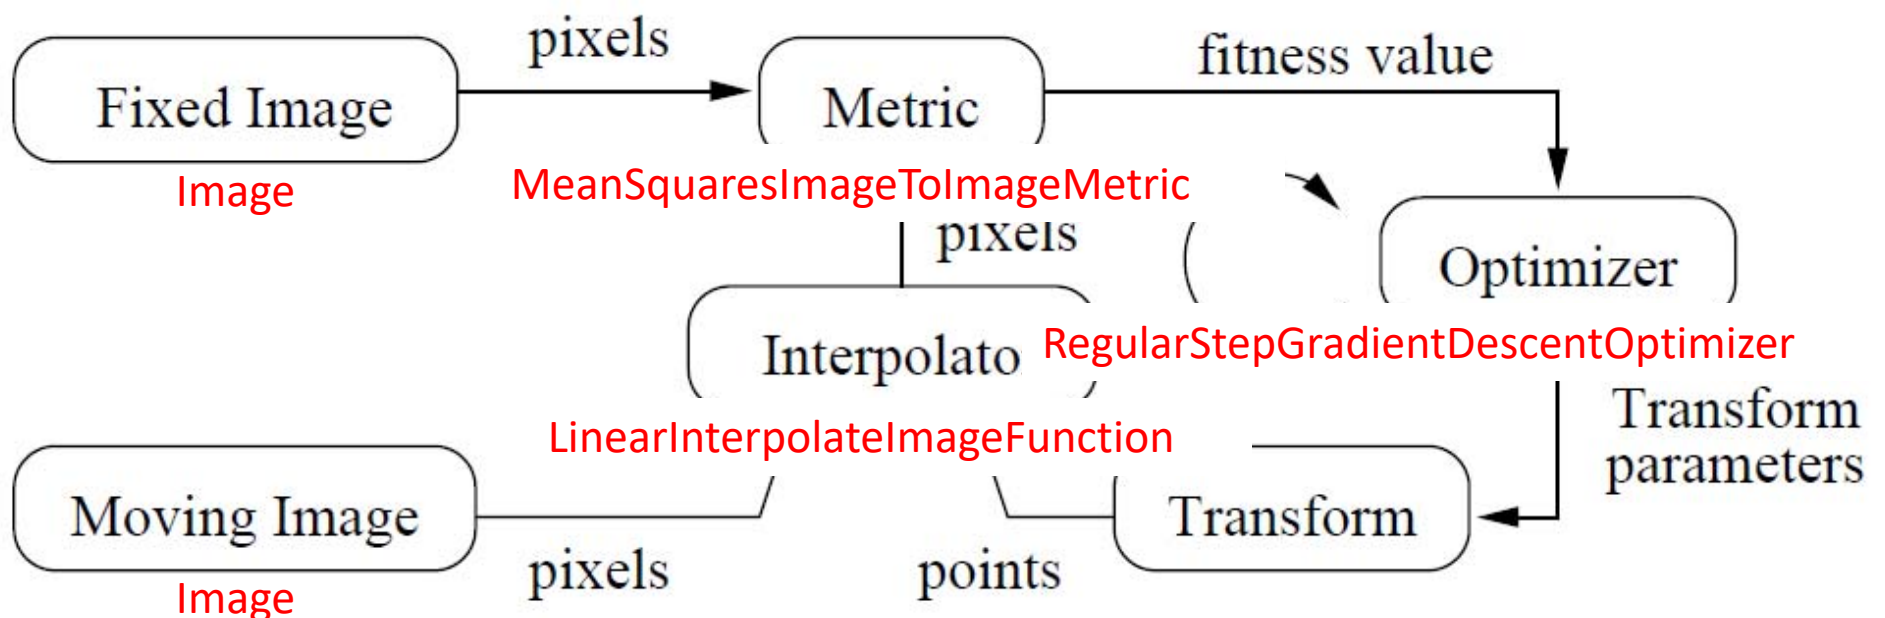 pixels
fitness value
Fixed Image
Metric
Image
MeanSquaresImageToImageMetric
pixels
Optimizer
Interpolato
RegularStepGradientDescentOptimizer
Transform
parameters
LinearInterpolateImageFunction
Moving Image
Transform
pixels
points
Image